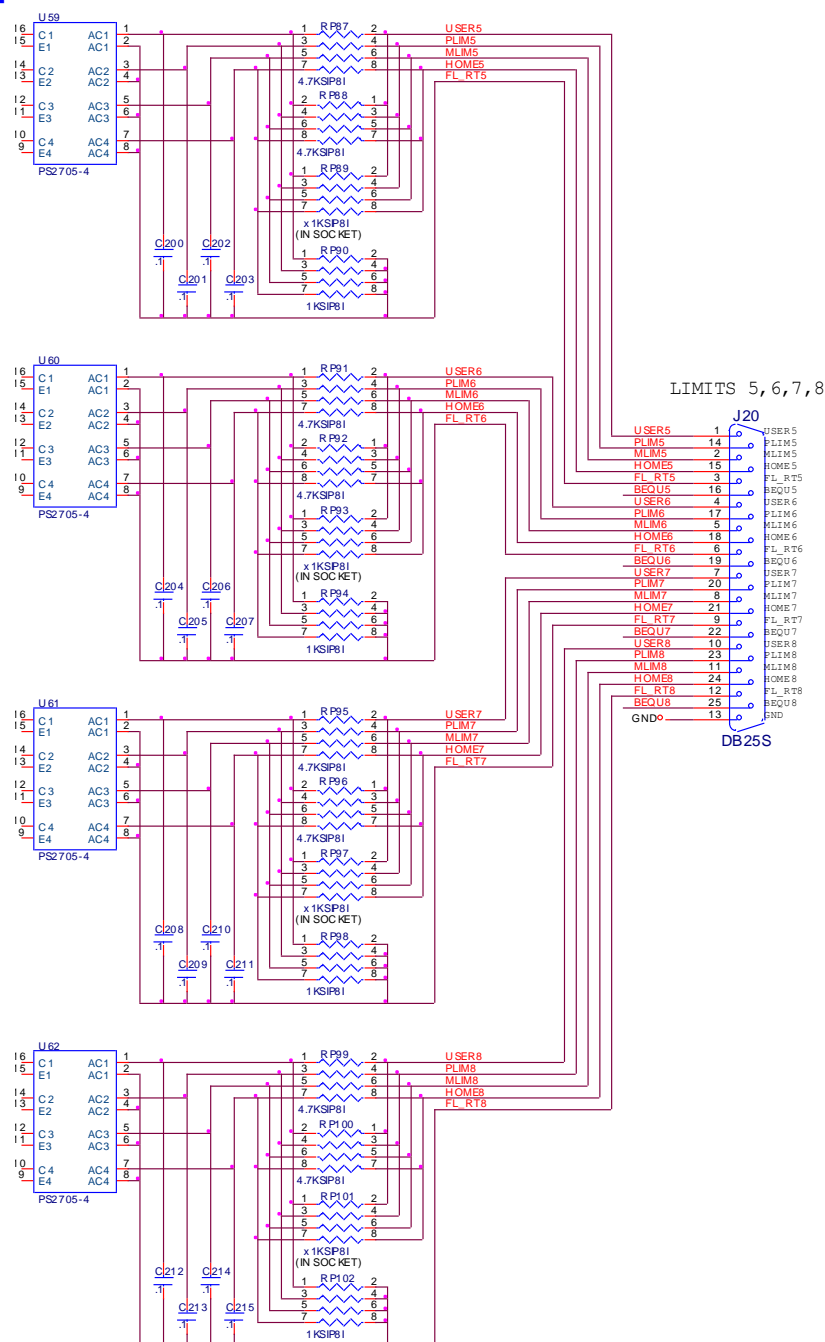 U59
16 C1 AC1 1
15 E1 AC1 2
14 C2 AC2 3
13 E2 AC2 4
12 C3 AC3 5
11 E3 AC3 6
10 C4 AC4 7
9 E4 AC4 8
PS2705-4
RP87
1 2 USER5
3 4 PLIM5
5 6 MLIM5
7 8 HOME5
FL_RT5
4.7KSIP8I
RP88
2 1
4 3
6 5
8 7
4.7KSIP8I
RP89
1 2
3 4
5 6
7 8
x1KSIP8I
(IN SOCKET)
RP90
1 2
3 4
5 6
7 8
1KSIP8I
C200 .1
C202 .1
C201 .1
C203 .1
U60
16 C1 AC1 1
15 E1 AC1 2
14 C2 AC2 3
13 E2 AC2 4
12 C3 AC3 5
11 E3 AC3 6
10 C4 AC4 7
9 E4 AC4 8
PS2705-4
RP91
1 2 USER6
3 4 PLIM6
5 6 MLIM6
7 8 HOME6
FL_RT6
4.7KSIP8I
RP92
2 1
4 3
6 5
8 7
4.7KSIP8I
RP93
1 2
3 4
5 6
7 8
x1KSIP8I
(IN SOCKET)
RP94
1 2
3 4
5 6
7 8
1KSIP8I
C204 .1
C206 .1
C205 .1
C207 .1
LIMITS 5,6,7,8
J20
USER5 1 USER5
PLIM5 14 PLIM5
MLIM5 2 MLIM5
HOME5 15 HOME5
FL_RT5 3 FL_RT5
BEQU5 16 BEQU5
USER6 4 USER6
PLIM6 17 PLIM6
MLIM6 5 MLIM6
HOME6 18 HOME6
FL_RT6 6 FL_RT6
BEQU6 19 BEQU6
USER7 7 USER7
PLIM7 20 PLIM7
MLIM7 8 MLIM7
HOME7 21 HOME7
FL_RT7 9 FL_RT7
BEQU7 22 BEQU7
USER8 10 USER8
PLIM8 23 PLIM8
MLIM8 11 MLIM8
HOME8 24 HOME8
FL_RT8 12 FL_RT8
BEQU8 25 BEQU8
GND 13 GND
DB25S
U61
16 C1 AC1 1
15 E1 AC1 2
14 C2 AC2 3
13 E2 AC2 4
12 C3 AC3 5
11 E3 AC3 6
10 C4 AC4 7
9 E4 AC4 8
PS2705-4
RP95
1 2 USER7
3 4 PLIM7
5 6 MLIM7
7 8 HOME7
FL_RT7
4.7KSIP8I
RP96
2 1
4 3
6 5
8 7
4.7KSIP8I
RP97
1 2
3 4
5 6
7 8
x1KSIP8I
(IN SOCKET)
RP98
1 2
3 4
5 6
7 8
1KSIP8I
C208 .1
C210 .1
C209 .1
C211 .1
U62
16 C1 AC1 1
15 E1 AC1 2
14 C2 AC2 3
13 E2 AC2 4
12 C3 AC3 5
11 E3 AC3 6
10 C4 AC4 7
9 E4 AC4 8
PS2705-4
RP99
1 2 USER8
3 4 PLIM8
5 6 MLIM8
7 8 HOME8
FL_RT8
4.7KSIP8I
RP100
2 1
4 3
6 5
8 7
4.7KSIP8I
RP101
1 2
3 4
5 6
7 8
x1KSIP8I
(IN SOCKET)
RP102
1 2
3 4
5 6
7 8
1KSIP8I
C212 .1
C214 .1
C213 .1
C215 .1